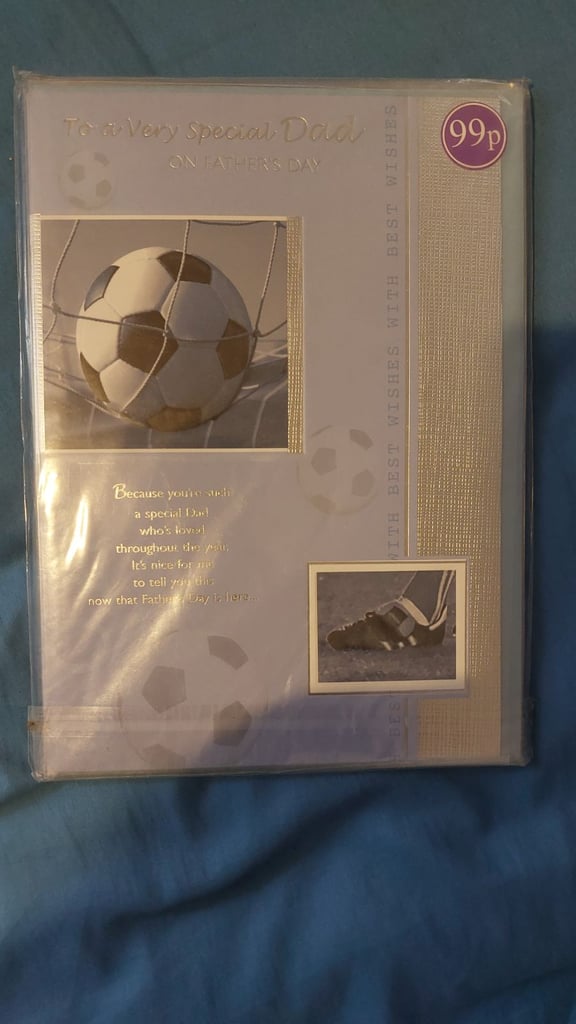 To a Very Special Dad
ON FATHER'S DAY
99p
WITH BEST WISHES WITH BEST WISHES
BEST
Because you're such
a special Dad
who's loved
throughout the year,
It's nice for me
to tell you this
now that Father's Day is here...